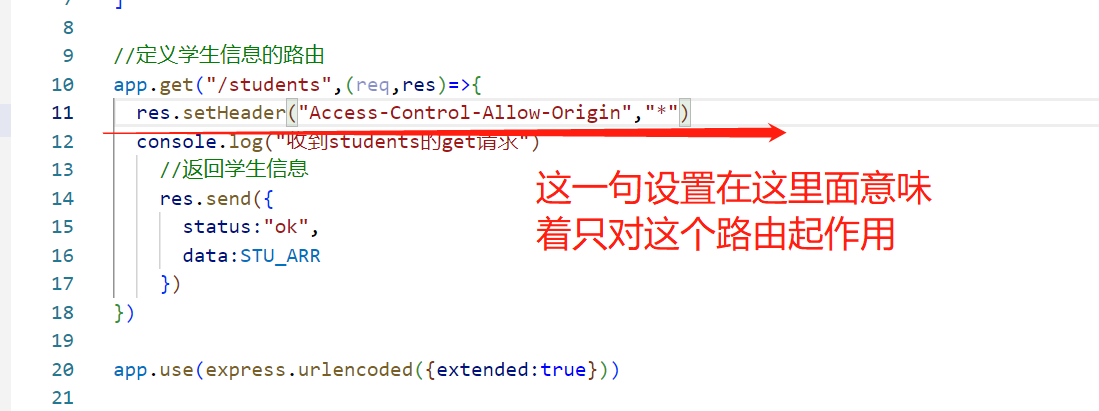 7 ]
8
9 //定义学生信息的路由
10 app.get("/students",(req,res)=>{
11 res.setHeader("Access-Control-Allow-Origin","*")
12 console.log("收到students的get请求")
13 //返回学生信息
14 res.send({
15 status:"ok",
16 data:STU_ARR
17 })
18 })
19
20 app.use(express.urlencoded({extended:true}))
21
这一句设置在这里面意味
着只对这个路由起作用